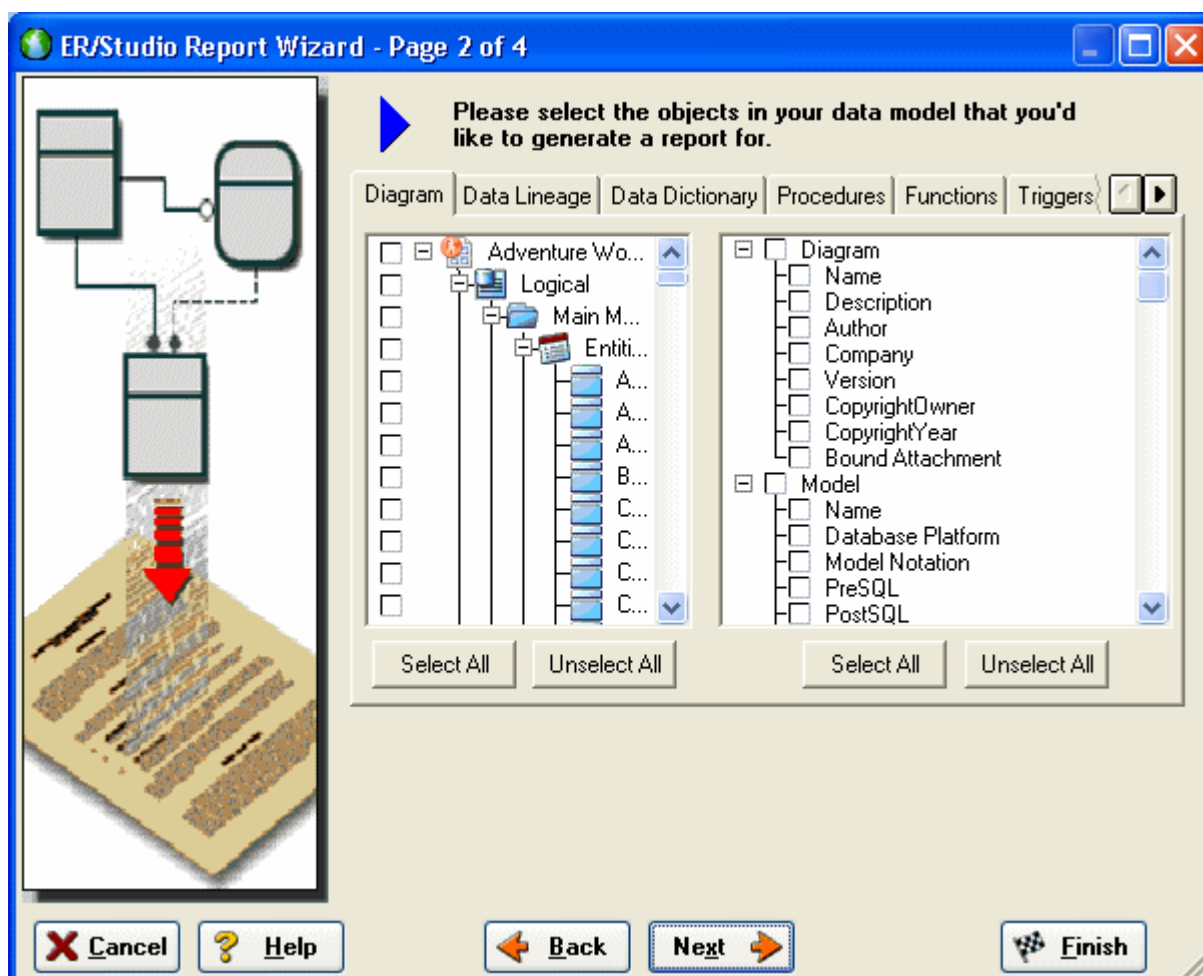 ER/Studio Report Wizard - Page 2 of 4
Please select the objects in your data model that you'd
like to generate a report for.
Diagram
Data Lineage
Data Dictionary
Procedures
Functions
Triggers
Adventure Wo...
Logical
Main M...
Entiti...
A...
A...
A...
B...
C...
C...
C...
C...
Select All
Unselect All
Diagram
Name
Description
Author
Company
Version
CopyrightOwner
CopyrightYear
Bound Attachment
Model
Name
Database Platform
Model Notation
PreSQL
PostSQL
Select All
Unselect All
Cancel
Help
Back
Next
Finish